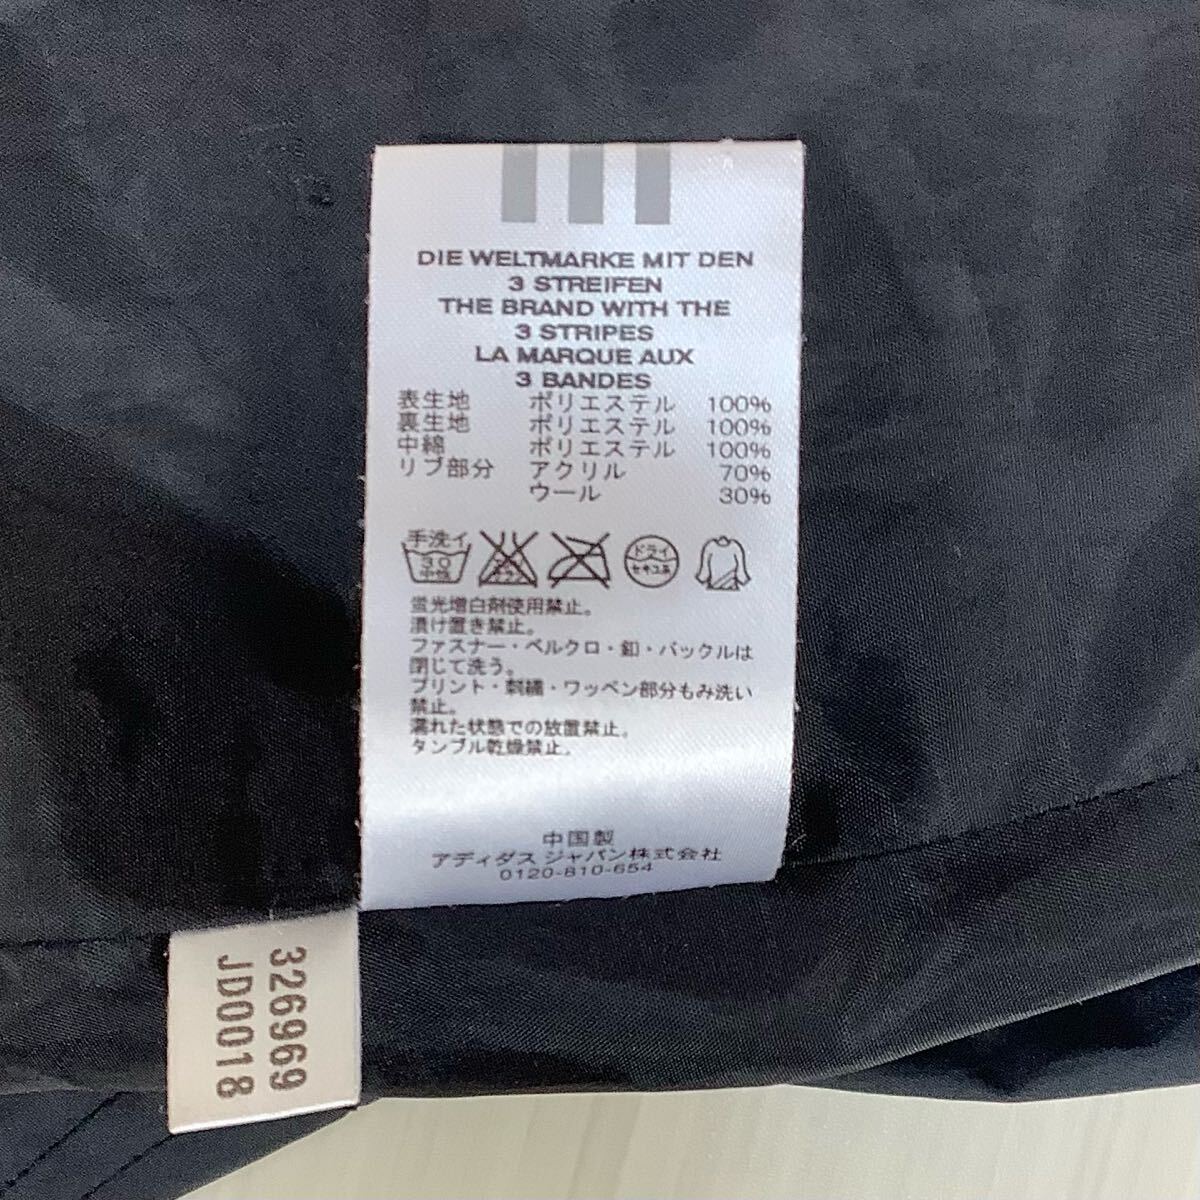 DIE WELTMARKE MIT DEN
3 STREIFEN
THE BRAND WITH THE
3 STRIPES
LA MARQUE AUX
3 BANDES
表生地 ポリエステル 100%
裏生地 ポリエステル 100%
中綿 ポリエステル 100%
リブ部分 アクリル 70%
ウール 30%
手洗イ
30
中性
ドライ
セキユ系
蛍光増白剤使用禁止。
漬け置き禁止。
ファスナー・ベルクロ・釦・バックルは
閉じて洗う。
プリント・刺繍・ワッペン部分もみ洗い
禁止。
濡れた状態での放置禁止。
タンブル乾燥禁止。
中国製
アディダス ジャパン株式会社
0120-810-654
326969
JD0018